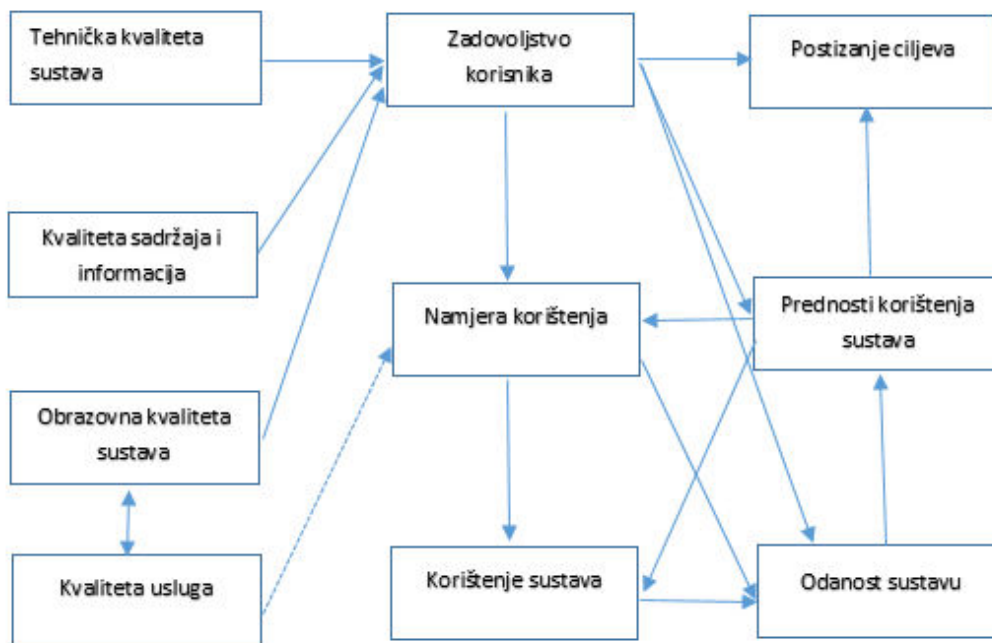 Tehnička kvaliteta
sustava
Zadovoljstvo
korisnika
Postizanje ciljeva
Kvaliteta sadržaja i
informacija
Namjera korištenja
Prednosti korištenja
sustava
Obrazovna kvaliteta
sustava
Kvaliteta usluga
Korištenje sustava
Odanost sustavu